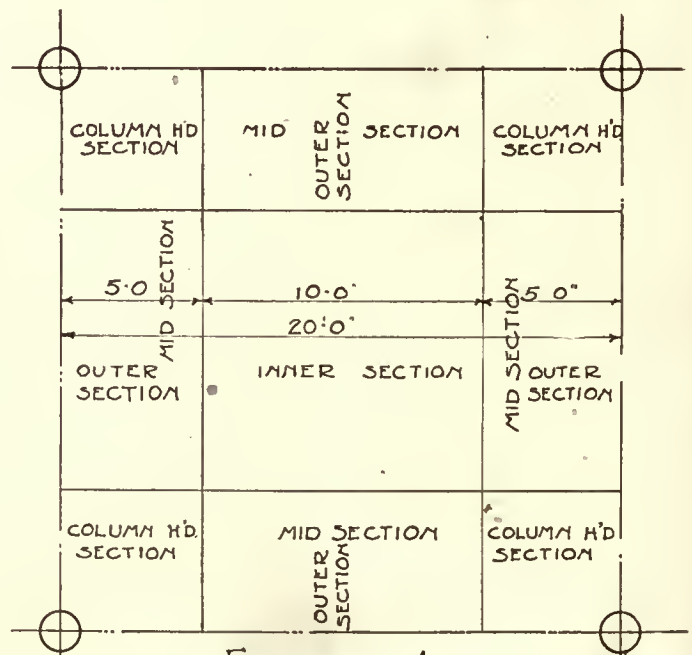 COLUMN H'D
SECTION
MID
OUTER
SECTION
SECTION
COLUMN H'D
SECTION
MID SECTION
5-0
10-0"
5 0"
20'-0"
OUTER
SECTION
INNER SECTION
MID SECTION
OUTER
SECTION
COLUMN H'D.
SECTION
MID SECTION
OUTER
SECTION
COLUMN H'D
SECTION